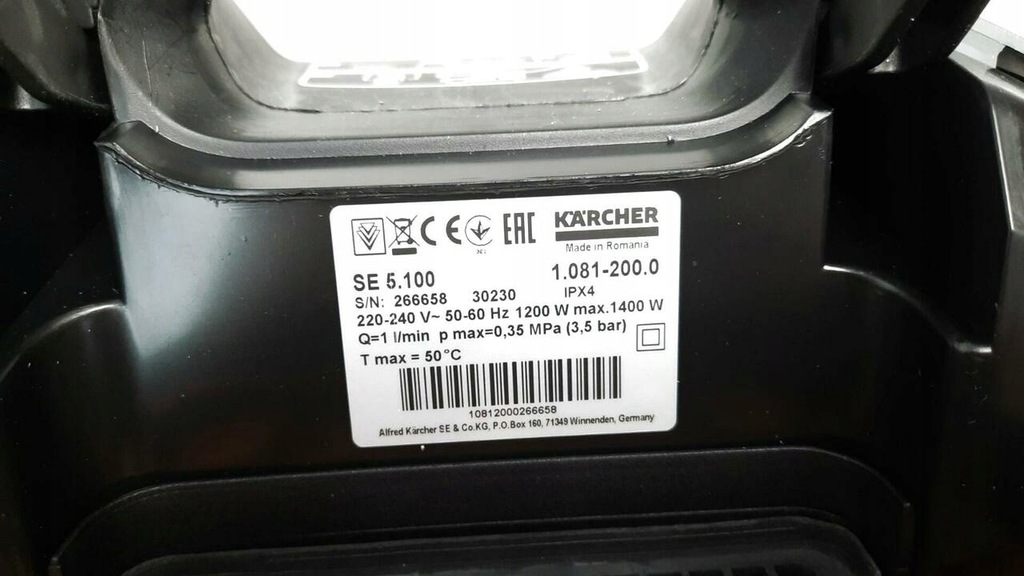 CE EAC KÄRCHER
Made in Romania
SE 5.100 1.081-200.0
S/N: 266658 30230 IPX4
220-240 V~ 50-60 Hz 1200 W max.1400 W
Q=1 l/min p max=0,35 MPa (3,5 bar)
T max = 50°C
10812000266658
Alfred Kärcher SE & Co.KG, P.O.Box 160, 71349 Winnenden, Germany